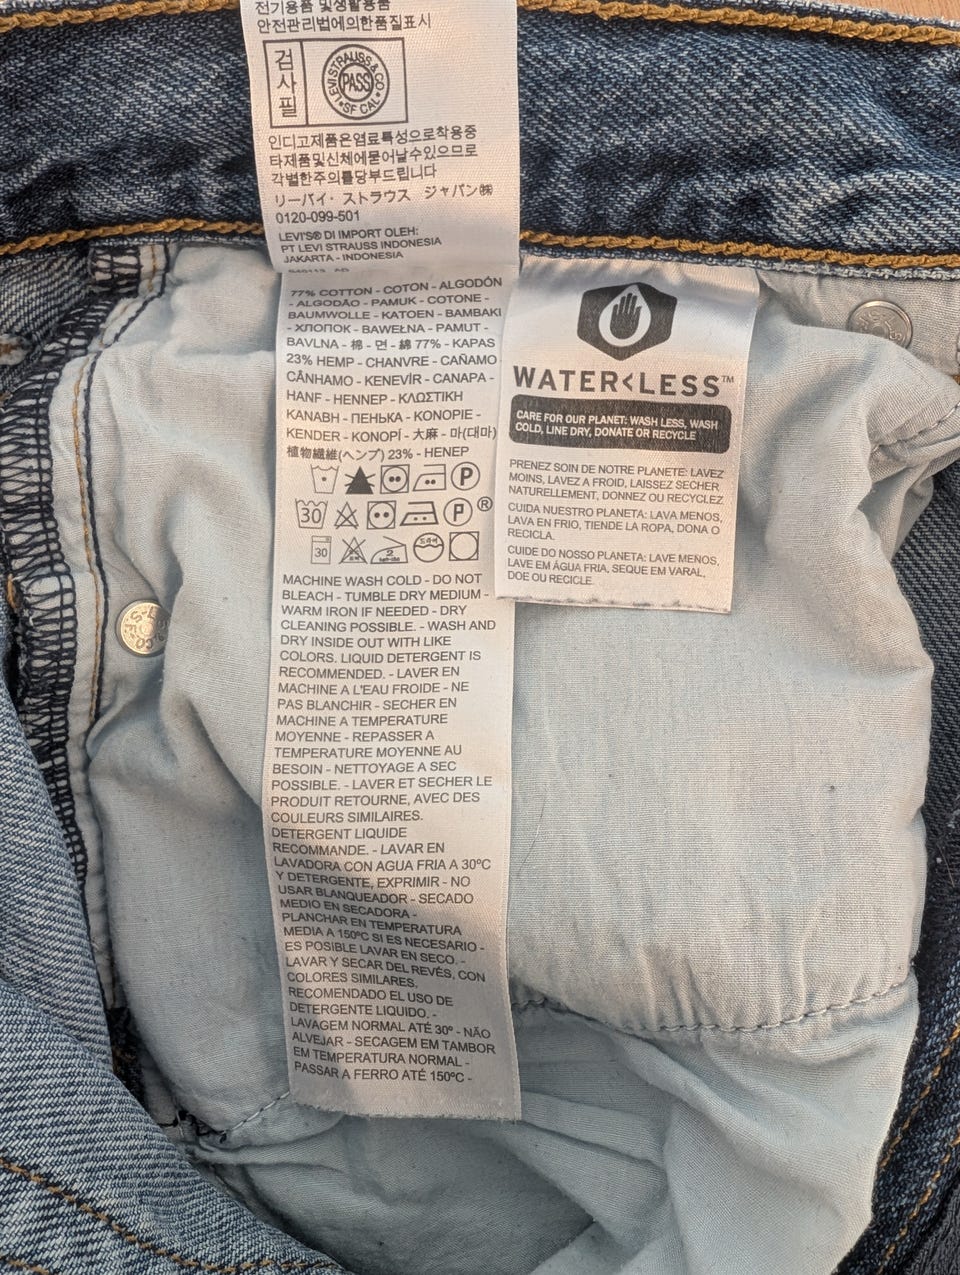 전기용품 및생활용품
안전관리법에의한품질표시
검사필
LEVI STRAUSS & CO
PASS
SF CAL
인디고제품은염료특성으로착용중
타제품및신체에묻어날수있으므로
각별한주의를당부드립니다
リーバイ・ストラウス ジャパン㈱
0120-099-501
LEVI'S® DI IMPORT OLEH:
PT LEVI STRAUSS INDONESIA
JAKARTA - INDONESIA
77% COTTON - COTON - ALGODÓN
- ALGODÃO - PAMUK - COTONE -
BAUMWOLLE - KATOEN - BAMBAKI
- ХЛОПОК - BAWEŁNA - PAMUT -
BAVLNA - 棉 - 면 - 綿 77% - KAPAS
23% HEMP - CHANVRE - CAÑAMO
CÂNHAMO - KENEVİR - CANAPA -
HANF - HENNEP - ΚΛΩΣΤΙΚΗ
ΚΑΝΑΒΗ - ПЕНЬКА - KONOPIE -
KENDER - KONOPÍ - 大麻 - 마(대마)
植物繊維(ヘンプ) 23% - HENEP
P
30 P ®
30 2
MACHINE WASH COLD - DO NOT
BLEACH - TUMBLE DRY MEDIUM -
WARM IRON IF NEEDED - DRY
CLEANING POSSIBLE. - WASH AND
DRY INSIDE OUT WITH LIKE
COLORS. LIQUID DETERGENT IS
RECOMMENDED. - LAVER EN
MACHINE A L'EAU FROIDE - NE
PAS BLANCHIR - SECHER EN
MACHINE A TEMPERATURE
MOYENNE - REPASSER A
TEMPERATURE MOYENNE AU
BESOIN - NETTOYAGE A SEC
POSSIBLE. - LAVER ET SECHER LE
PRODUIT RETOURNE, AVEC DES
COULEURS SIMILAIRES.
DETERGENT LIQUIDE
RECOMMANDE. - LAVAR EN
LAVADORA CON AGUA FRIA A 30ºC
Y DETERGENTE, EXPRIMIR - NO
USAR BLANQUEADOR - SECADO
MEDIO EN SECADORA -
PLANCHAR EN TEMPERATURA
MEDIA A 150ºC SI ES NECESARIO -
ES POSIBLE LAVAR EN SECO. -
LAVAR Y SECAR DEL REVÉS, CON
COLORES SIMILARES.
RECOMENDADO EL USO DE
DETERGENTE LIQUIDO. -
LAVAGEM NORMAL ATÉ 30º - NÃO
ALVEJAR - SECAGEM EM TAMBOR
EM TEMPERATURA NORMAL -
PASSAR A FERRO ATÉ 150ºC -
WATER<LESS™
CARE FOR OUR PLANET: WASH LESS, WASH
COLD, LINE DRY, DONATE OR RECYCLE
PRENEZ SOIN DE NOTRE PLANETE: LAVEZ
MOINS, LAVEZ A FROID, LAISSEZ SECHER
NATURELLEMENT, DONNEZ OU RECYCLEZ
CUIDA NUESTRO PLANETA: LAVA MENOS,
LAVA EN FRIO, TIENDE LA ROPA, DONA O
RECICLA.
CUIDE DO NOSSO PLANETA: LAVE MENOS,
LAVE EM ÁGUA FRIA, SEQUE EM VARAL,
DOE OU RECICLE